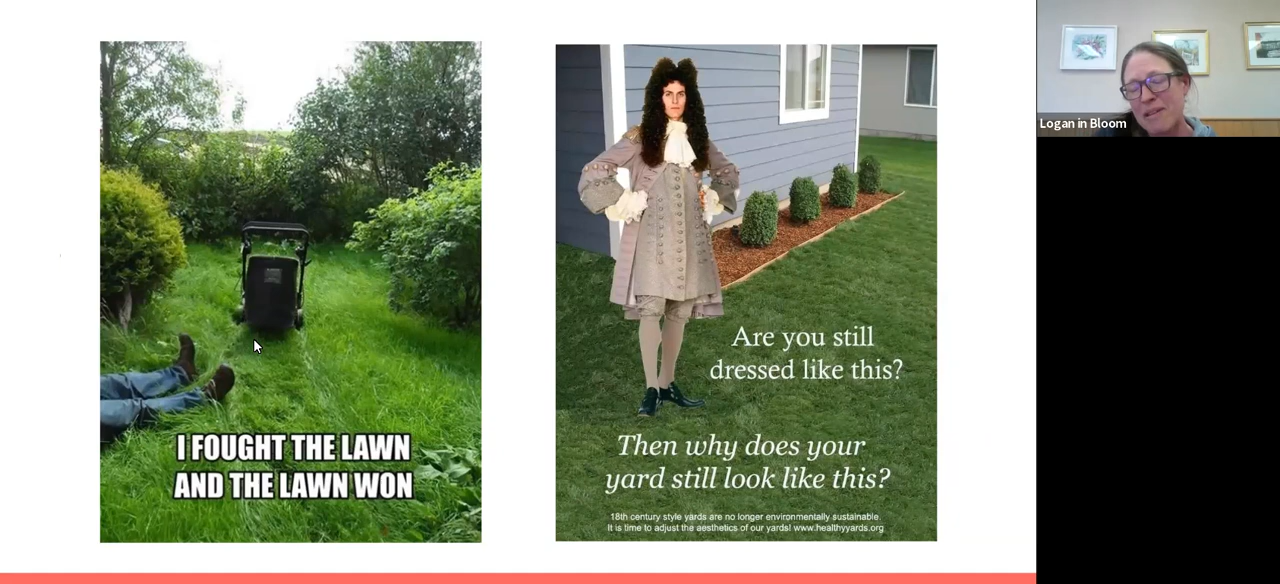 I FOUGHT THE LAWN
AND THE LAWN WON
Are you still
dressed like this?
Then why does your
yard still look like this?
18th century style yards are no longer environmentally sustainable.
It is time to adjust the aesthetics of our yards! www.healthyyards.org
Logan in Bloom